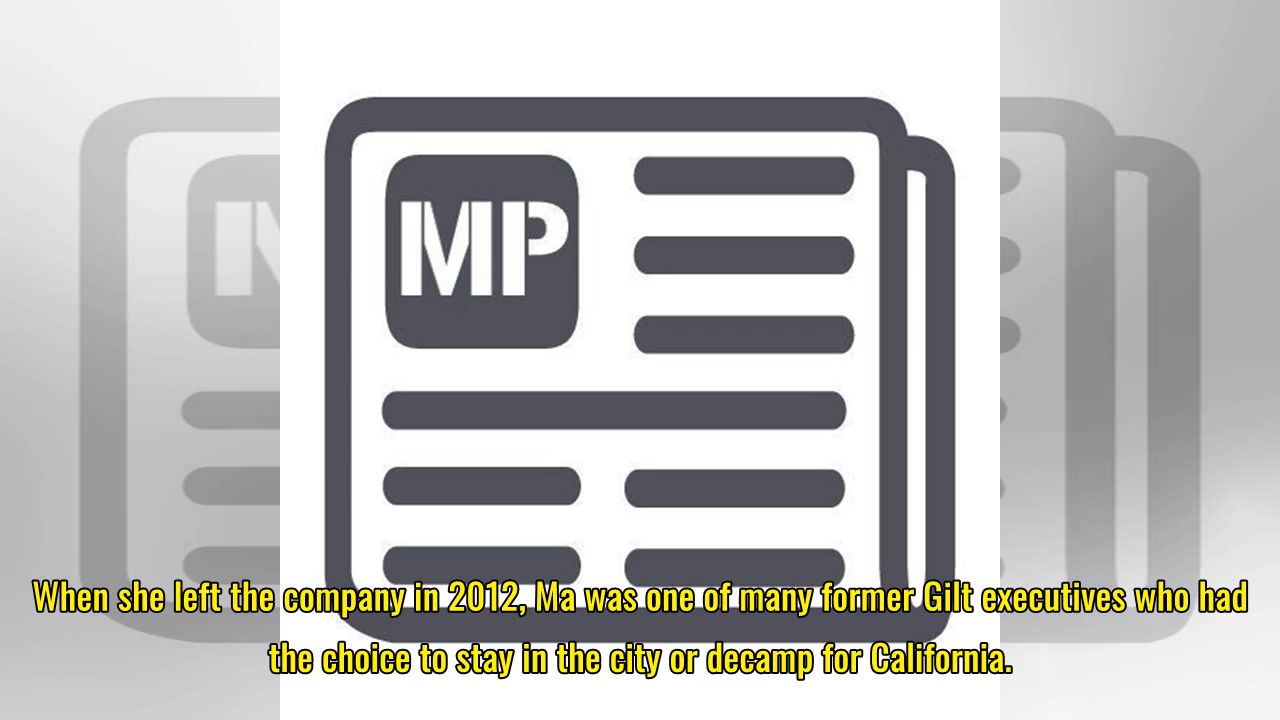 MP
When she left the company in 2012, Ma was one of many former Gilt executives who had
the choice to stay in the city or decamp for California.